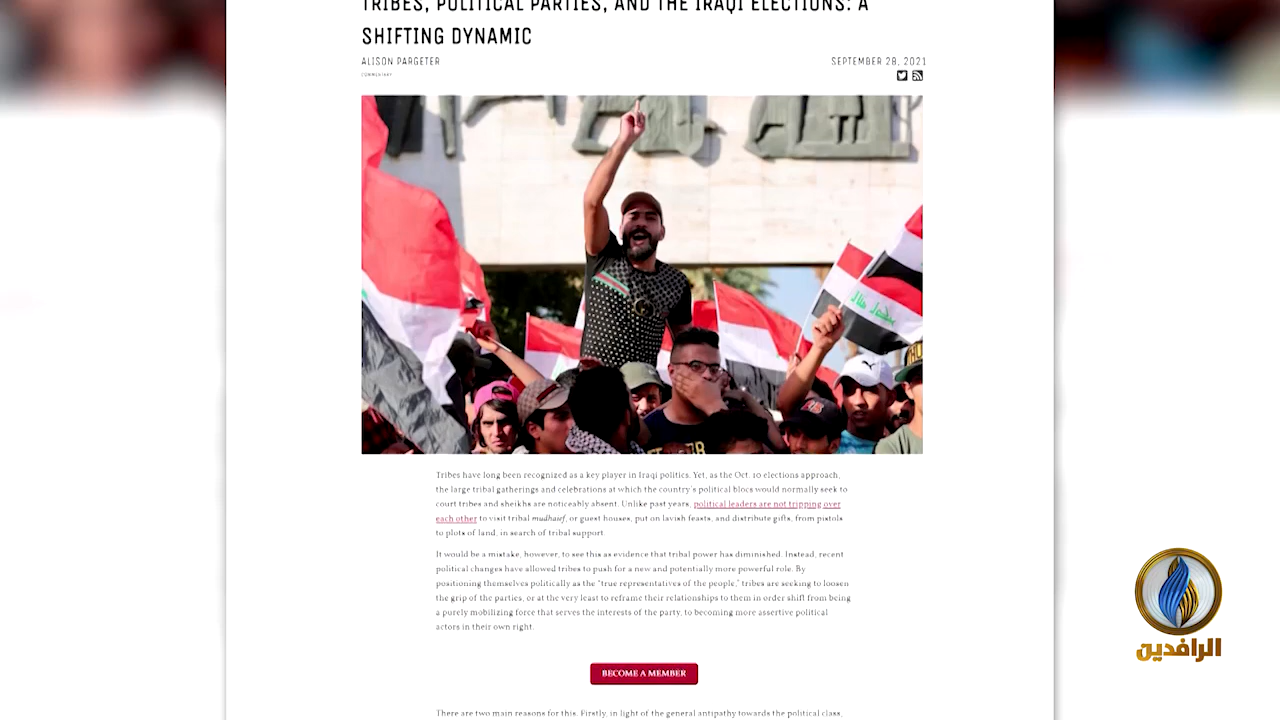 TRIBES, POLITICAL PARTIES, AND THE IRAQI ELECTIONS: A
SHIFTING DYNAMIC
ALISON PARGETER
SEPTEMBER 28, 2021
COMMENTARY
Tribes have long been recognized as a key player in Iraqi politics. Yet, as the Oct. 10 elections approach,
the large tribal gatherings and celebrations at which the country's political blocs would normally seek to
court tribes and sheikhs are noticeably absent. Unlike past years, political leaders are not tripping over
each other to visit tribal mudhaief, or guest houses, put on lavish feasts, and distribute gifts, from pistols
to plots of land, in search of tribal support.
It would be a mistake, however, to see this as evidence that tribal power has diminished. Instead, recent
political changes have allowed tribes to push for a new and potentially more powerful role. By
positioning themselves politically as the "true representatives of the people," tribes are seeking to loosen
the grip of the parties, or at the very least to reframe their relationships to them in order shift from being
a purely mobilizing force that serves the interests of the party, to becoming more assertive political
actors in their own right.
BECOME A MEMBER
There are two main reasons for this. Firstly, in light of the general antipathy towards the political class,
الرافدين